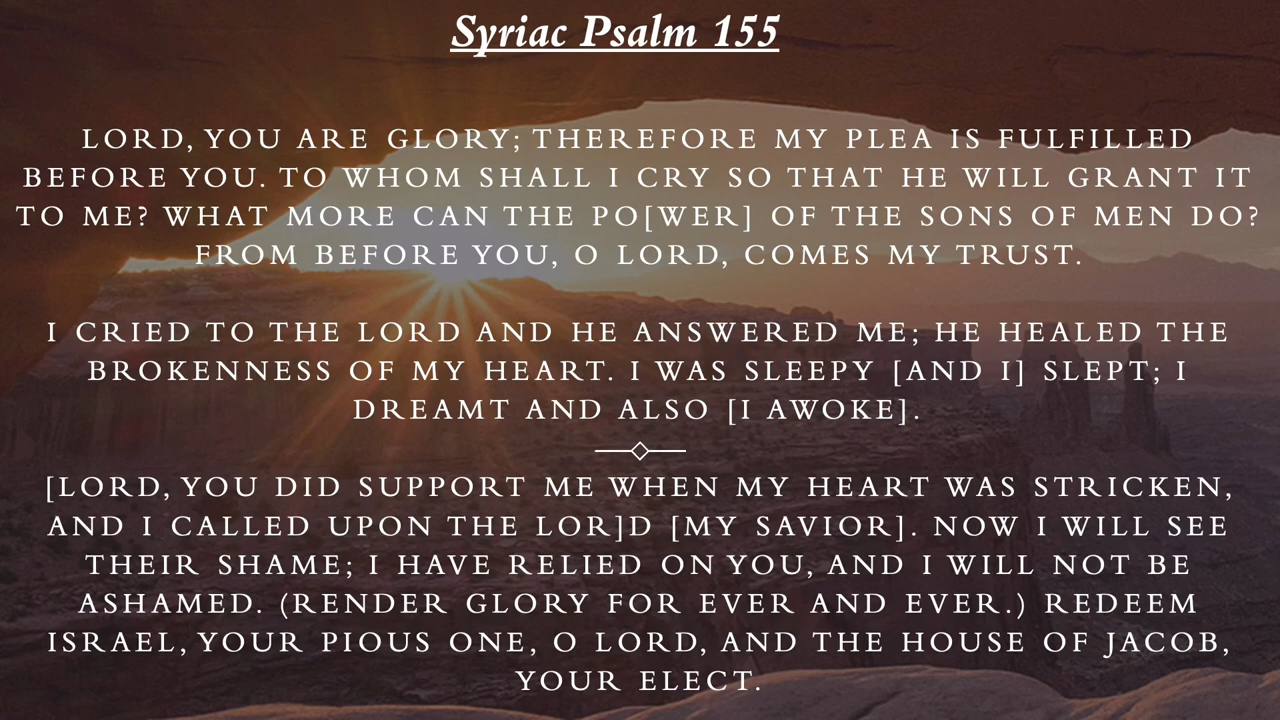 Syriac Psalm 155
LORD, YOU ARE GLORY; THEREFORE MY PLEA IS FULFILLED
BEFORE YOU. TO WHOM SHALL I CRY SO THAT HE WILL GRANT IT
TO ME? WHAT MORE CAN THE PO[WER] OF THE SONS OF MEN DO?
FROM BEFORE YOU, O LORD, COMES MY TRUST.
I CRIED TO THE LORD AND HE ANSWERED ME; HE HEALED THE
BROKENNESS OF MY HEART. I WAS SLEEPY [AND I] SLEPT; I
DREAMT AND ALSO [I AWOKE].
[LORD, YOU DID SUPPORT ME WHEN MY HEART WAS STRICKEN,
AND I CALLED UPON THE LOR]D [MY SAVIOR]. NOW I WILL SEE
THEIR SHAME; I HAVE RELIED ON YOU, AND I WILL NOT BE
ASHAMED. (RENDER GLORY FOR EVER AND EVER.) REDEEM
ISRAEL, YOUR PIOUS ONE, O LORD, AND THE HOUSE OF JACOB,
YOUR ELECT.